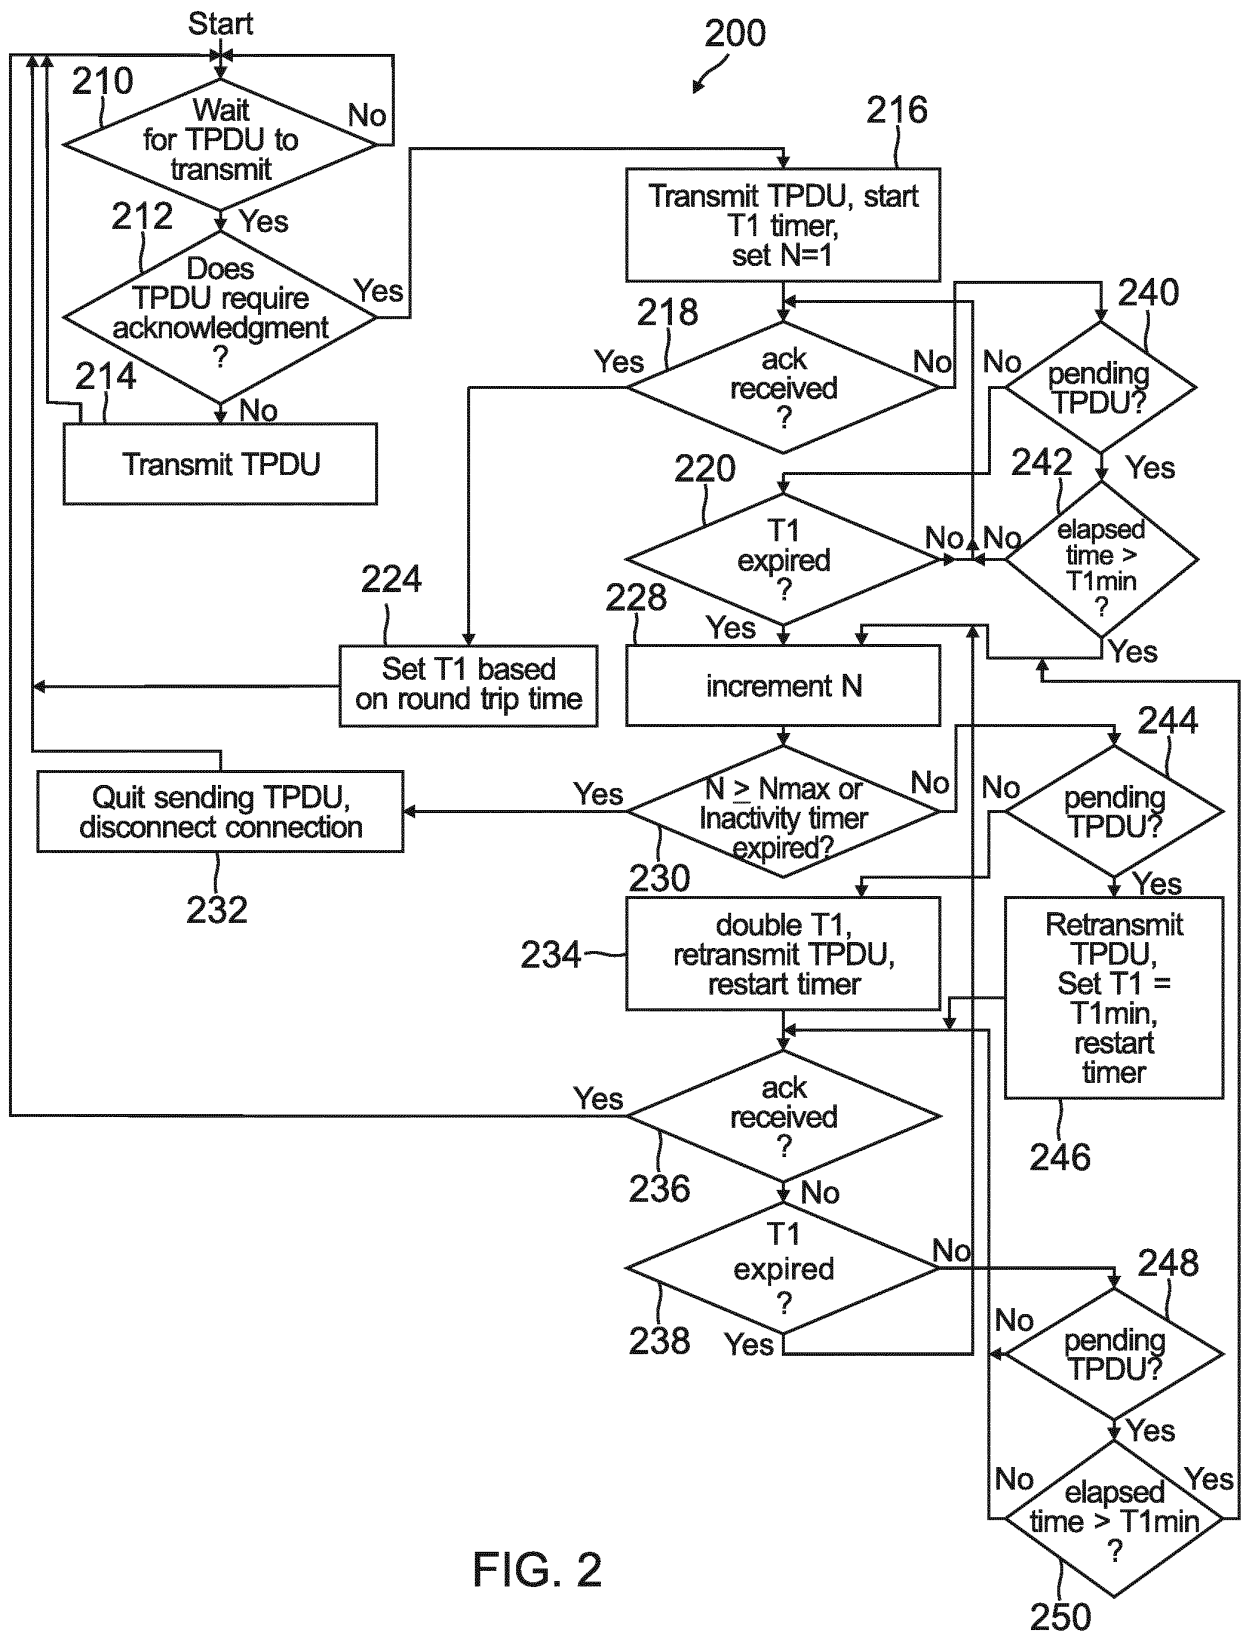 Start
200
210
Wait
for TPDU to
transmit
No
216
Transmit TPDU, start
T1 timer,
set N=1
212
Yes
Does
TPDU require
acknowledgment
?
Yes
214
No
Transmit TPDU
218
Yes
ack
received
?
No
240
No
pending
TPDU?
Yes
220
T1
expired
?
No
Yes
242
No
elapsed
time >
T1min
?
Yes
224
Set T1 based
on round trip time
228
increment N
230
Yes
N ≥ Nmax or
Inactivity timer
expired?
No
244
No
pending
TPDU?
Yes
Quit sending TPDU,
disconnect connection
232
234
double T1,
retransmit TPDU,
restart timer
Retransmit
TPDU,
Set T1 =
T1min,
restart
timer
246
Yes
ack
received
?
236
No
T1
expired
?
No
238
Yes
248
No
pending
TPDU?
Yes
No
elapsed
time > T1min
?
Yes
250
FIG. 2